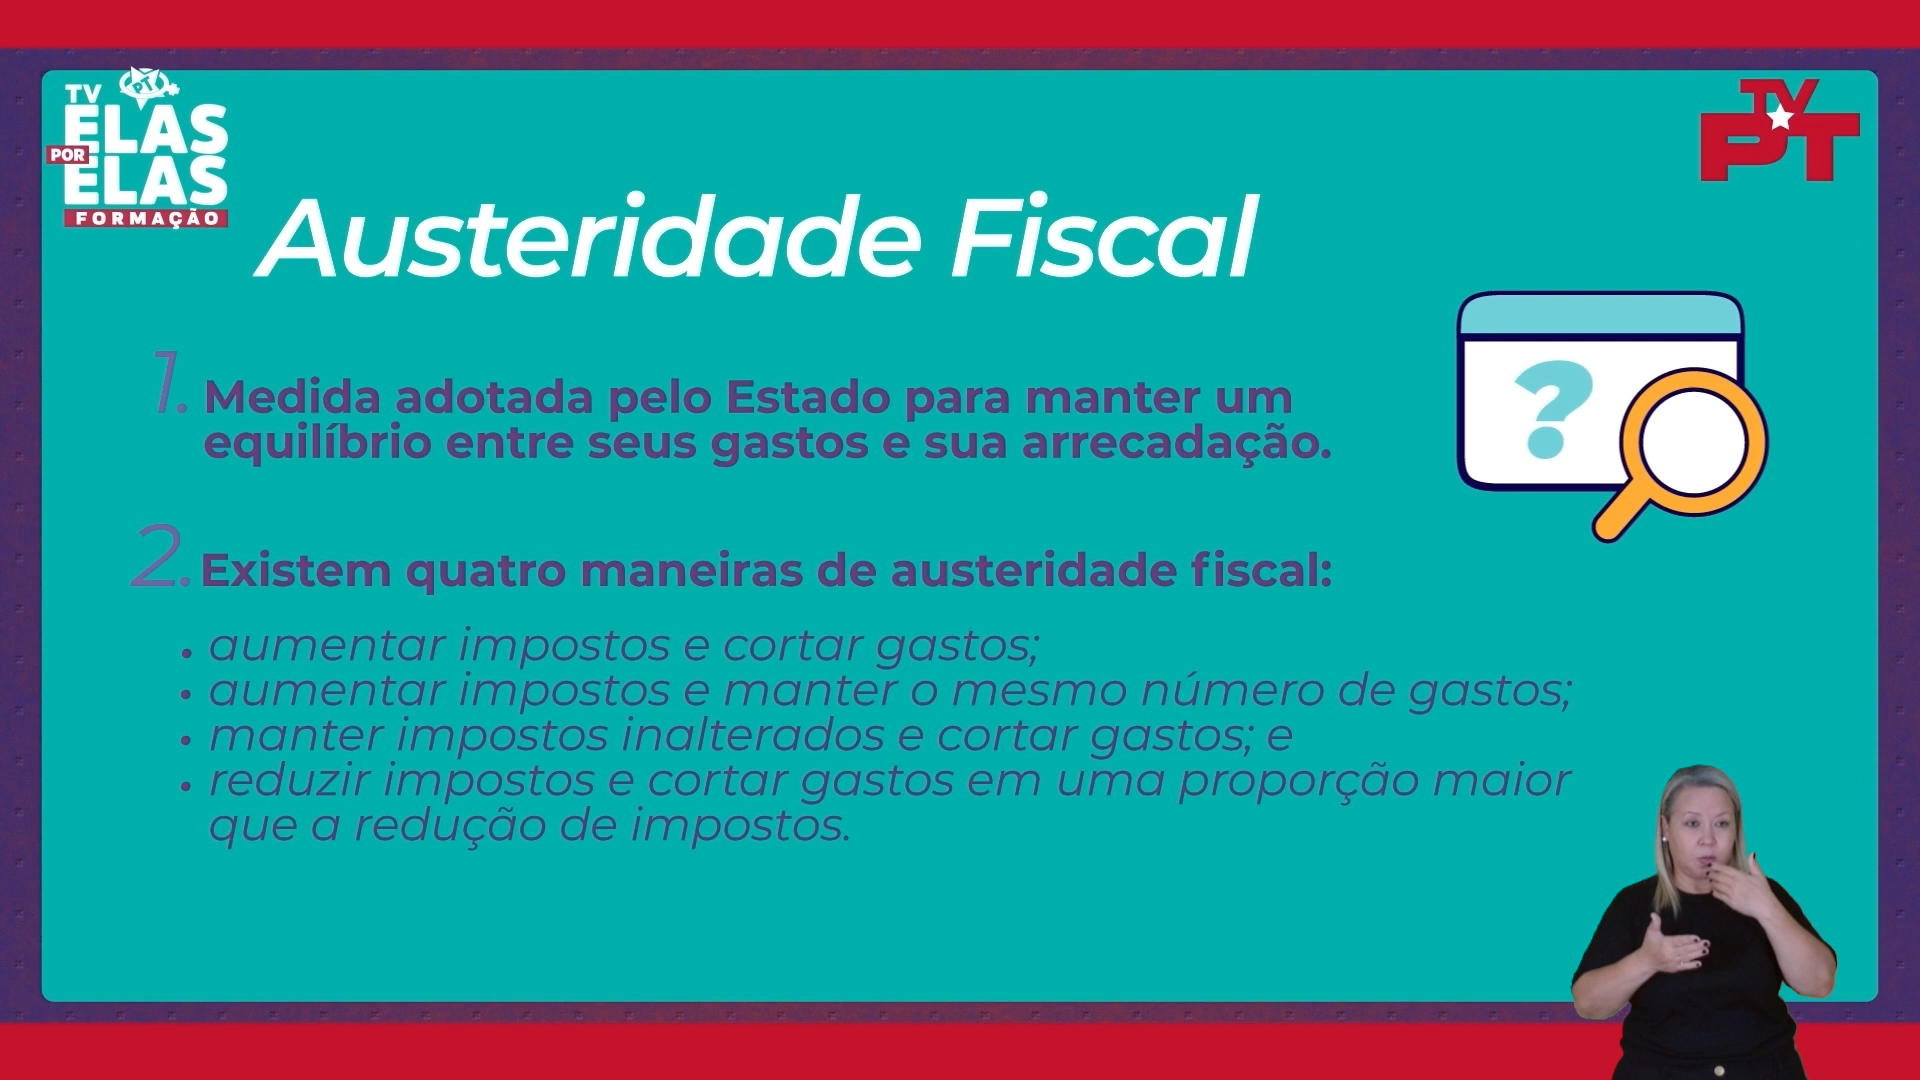 TV
PT
ELAS
POR
ELAS
FORMAÇÃO
TV
PT
Austeridade Fiscal
1. Medida adotada pelo Estado para manter um
equilíbrio entre seus gastos e sua arrecadação.
?
2. Existem quatro maneiras de austeridade fiscal:
• aumentar impostos e cortar gastos;
• aumentar impostos e manter o mesmo número de gastos;
• manter impostos inalterados e cortar gastos; e
• reduzir impostos e cortar gastos em uma proporção maior
que a redução de impostos.